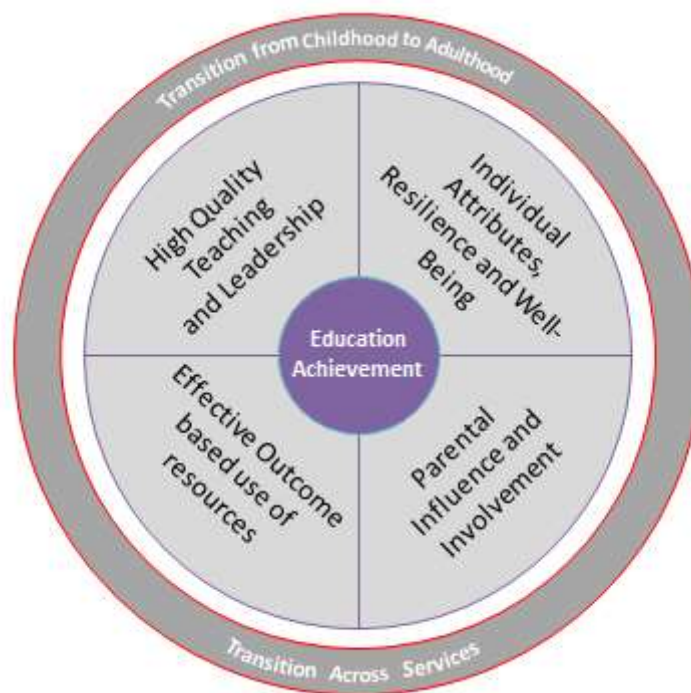 Transition from Childhood to Adulthood
High Quality
Teaching
and Leadership
Individual
Attributes,
Resilience and Well-
Being
Education
Achievement
Effective Outcome
based use of
resources
Parental
Influence and
Involvement
Transition Across Services